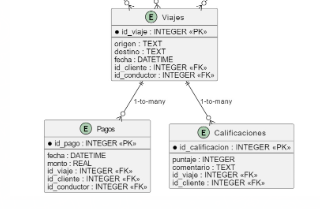 E Viajes
id_viaje : INTEGER «PK»
origen : TEXT
destino : TEXT
fecha : DATETIME
id_cliente : INTEGER «FK»
id_conductor : INTEGER «FK»
1-to-many
1-to-many
E Pagos
id_pago : INTEGER «PK»
fecha : DATETIME
monto : REAL
id_viaje : INTEGER «FK»
id_cliente : INTEGER «FK»
id_conductor : INTEGER «FK»
E Calificaciones
id_calificacion : INTEGER «PK»
puntaje : INTEGER
comentario : TEXT
id_viaje : INTEGER «FK»
id_cliente : INTEGER «FK»